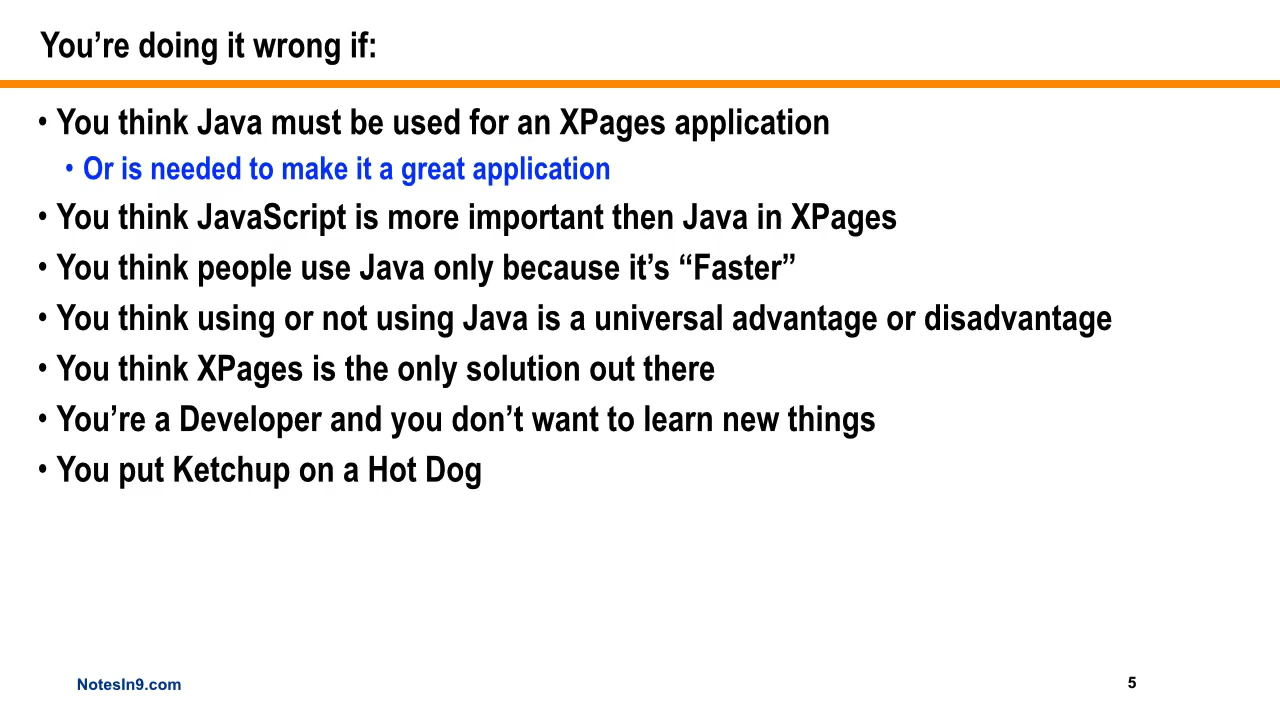 You’re doing it wrong if:
• You think Java must be used for an XPages application
• Or is needed to make it a great application
• You think JavaScript is more important then Java in XPages
• You think people use Java only because it’s “Faster”
• You think using or not using Java is a universal advantage or disadvantage
• You think XPages is the only solution out there
• You’re a Developer and you don’t want to learn new things
• You put Ketchup on a Hot Dog
NotesIn9.com
5